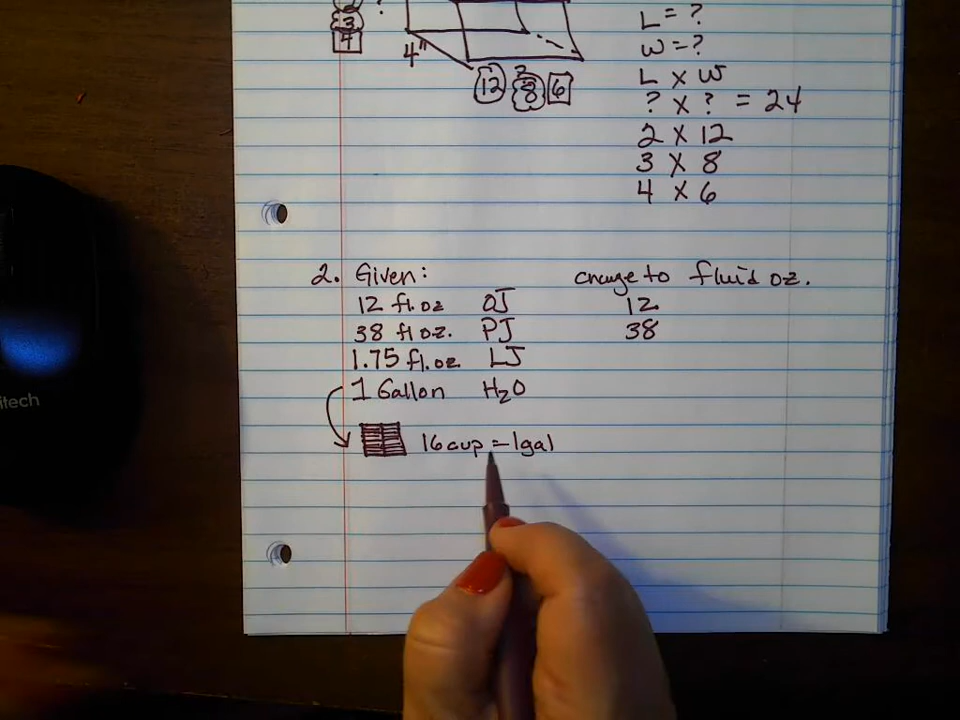 3 ?
4
4"
12 ? 8 6
L = ?
W = ?
L x W
? x ? = 24
2 x 12
3 x 8
4 x 6
2. Given: change to fluid oz.
12 fl.oz OJ 12
38 fl oz. PJ 38
1.75 fl.oz LJ
1 Gallon H₂O
16 cup = 1gal
itech